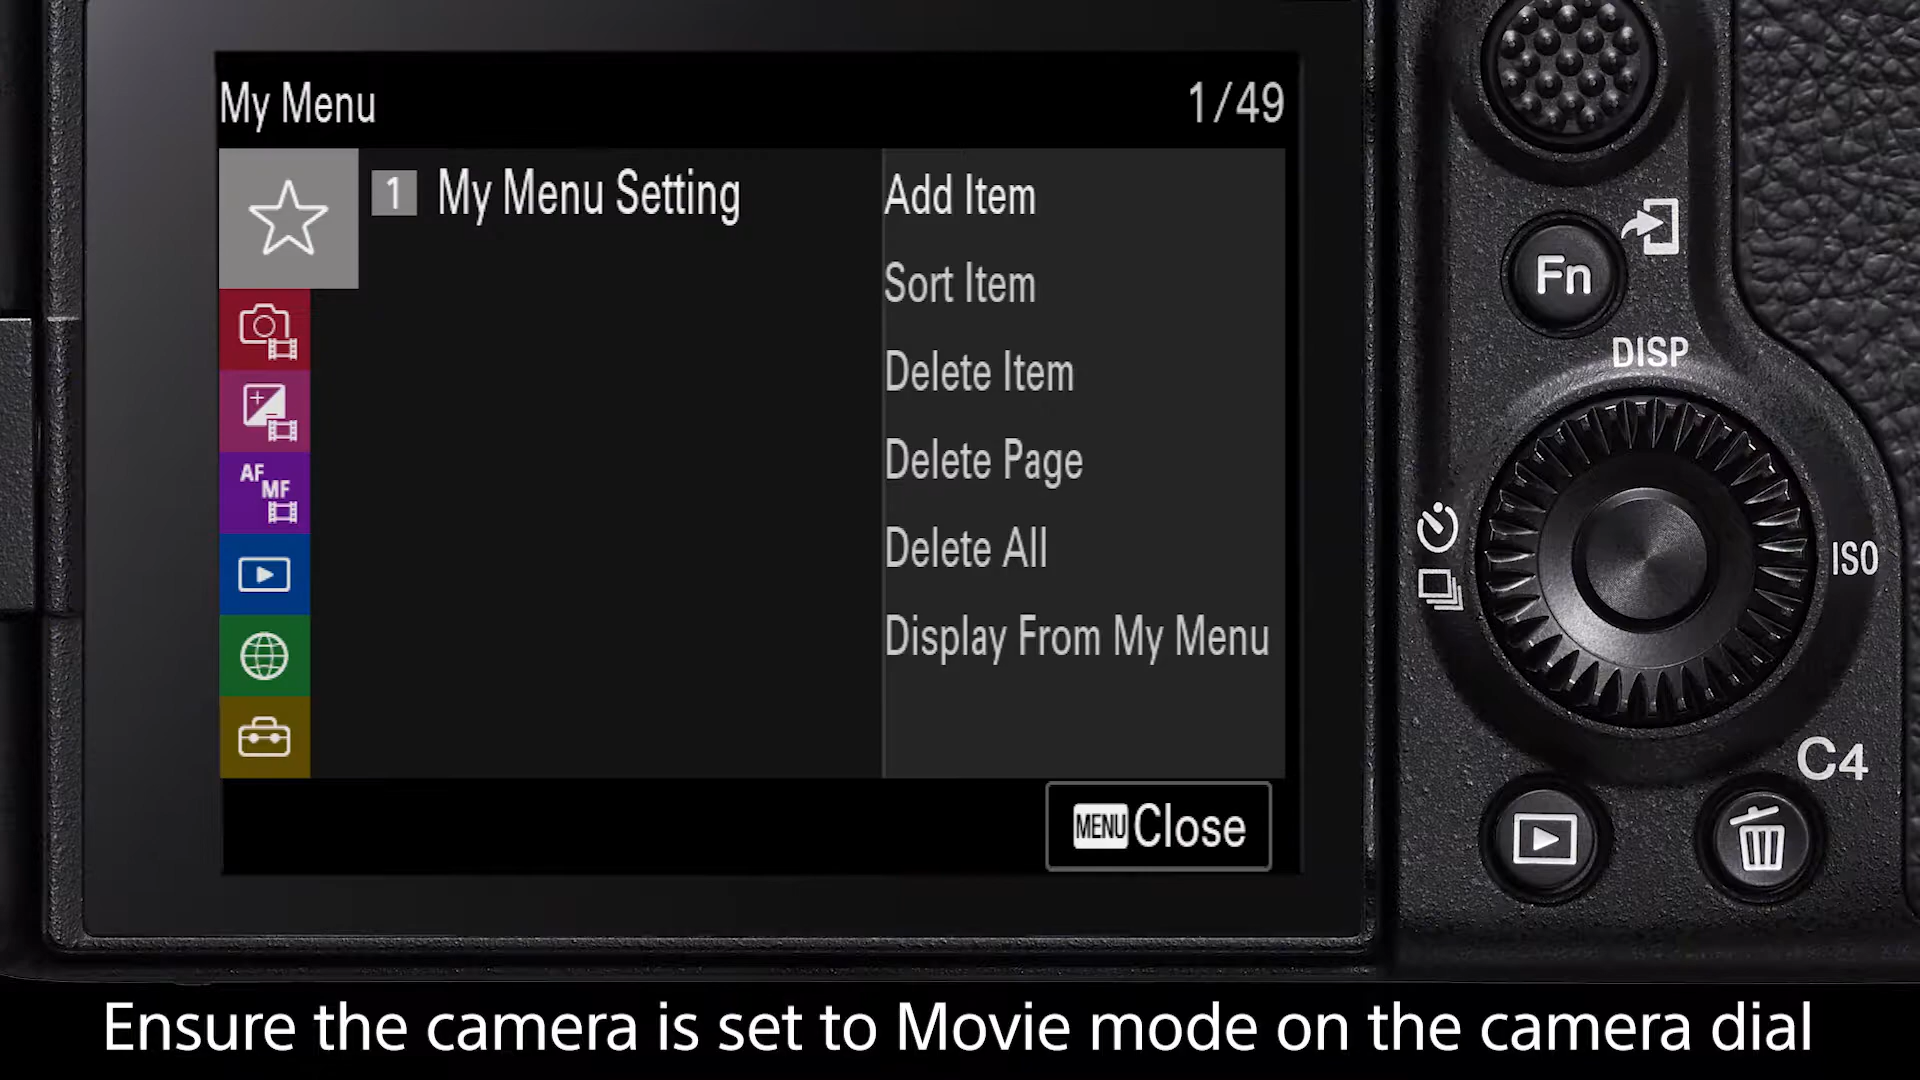 My Menu 1/49
1 My Menu Setting
Add Item
Sort Item
Delete Item
Delete Page
Delete All
Display From My Menu
AF
MF
MENU Close
Fn
DISP
ISO
C4
Ensure the camera is set to Movie mode on the camera dial